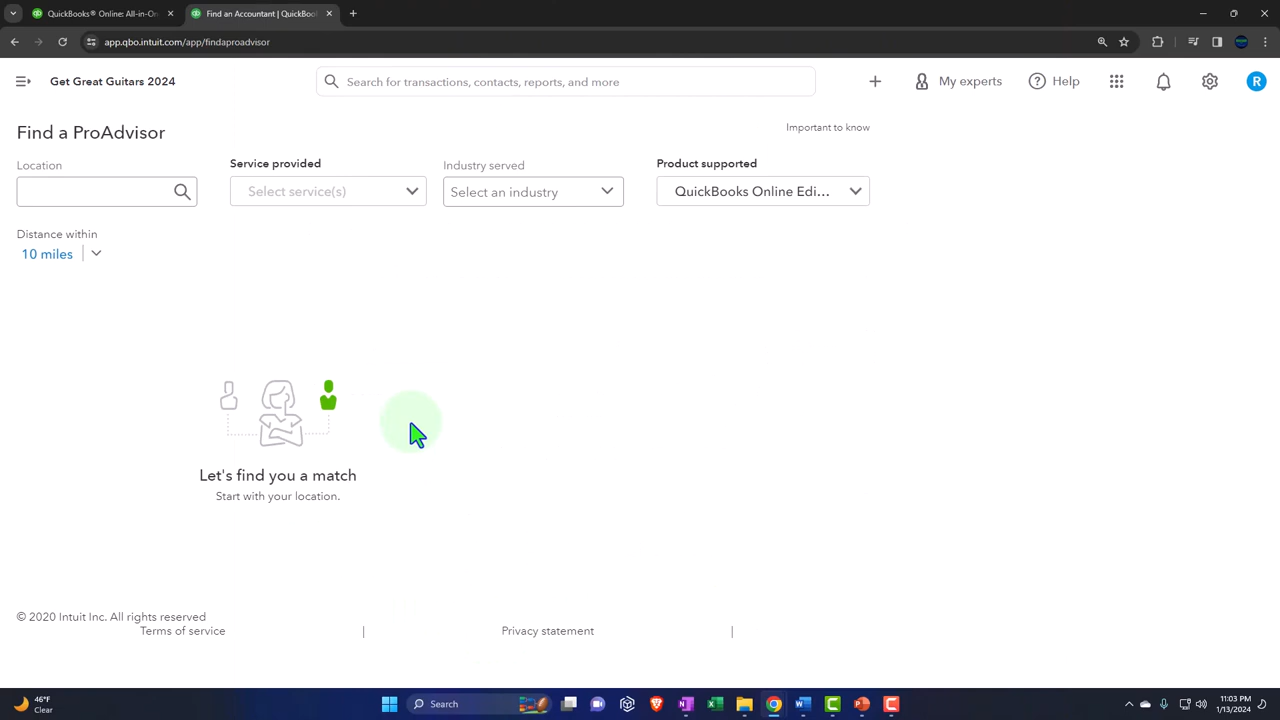 QuickBooks® Online: All-in-On
Find an Accountant | QuickBool
app.qbo.intuit.com/app/findaproadvisor
Get Great Guitars 2024
Search for transactions, contacts, reports, and more
My experts
Help
R
Find a ProAdvisor
Important to know
Location
Service provided
Industry served
Product supported
Select service(s)
Select an industry
QuickBooks Online Edi...
Distance within
10 miles
Let's find you a match
Start with your location.
© 2020 Intuit Inc. All rights reserved
Terms of service | Privacy statement |
46°F
Clear
Search
11:03 PM
1/13/2024